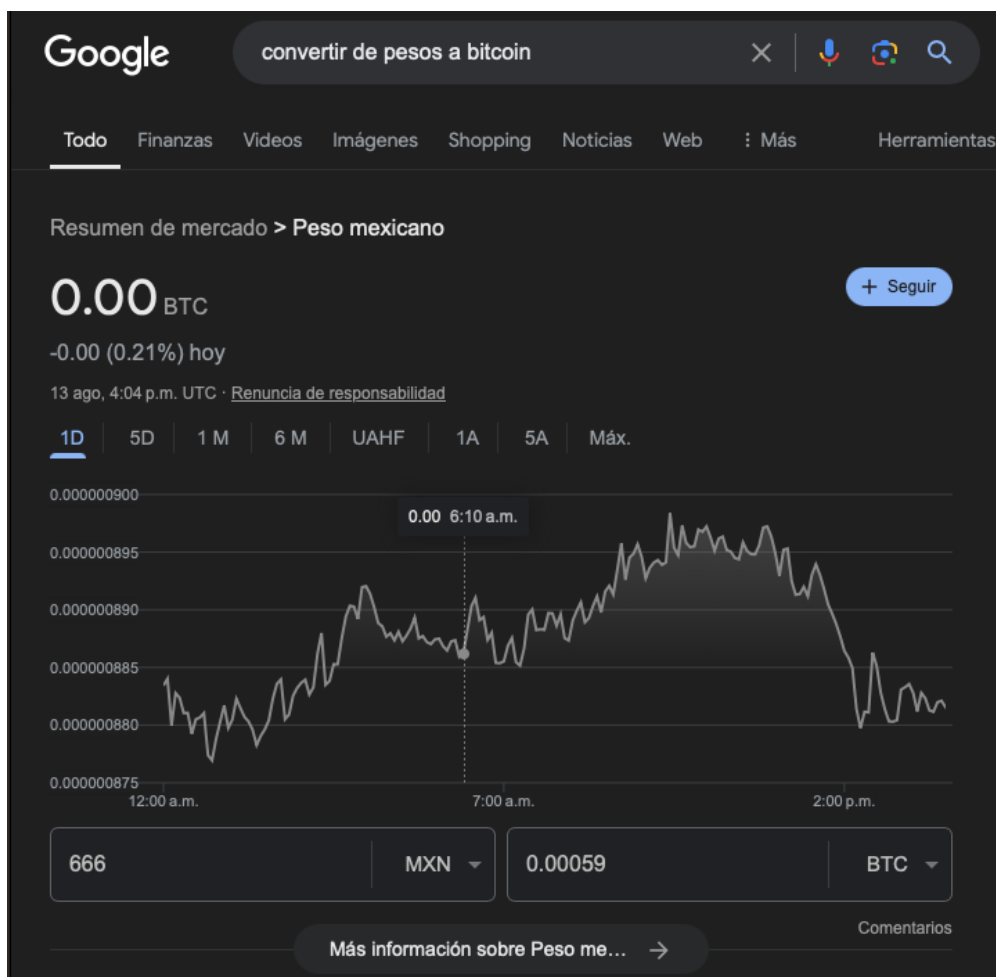 Google
convertir de pesos a bitcoin
Todo Finanzas Videos Imágenes Shopping Noticias Web Más Herramientas
Resumen de mercado > Peso mexicano
0.00 BTC
+ Seguir
-0.00 (0.21%) hoy
13 ago, 4:04 p.m. UTC · Renuncia de responsabilidad
1D 5D 1 M 6 M UAHF 1A 5A Máx.
0.000000900
0.00 6:10 a.m.
0.000000895
0.000000890
0.000000885
0.000000880
0.000000875
12:00 a.m. 7:00 a.m. 2:00 p.m.
666 MXN 0.00059 BTC
Comentarios
Más información sobre Peso me...